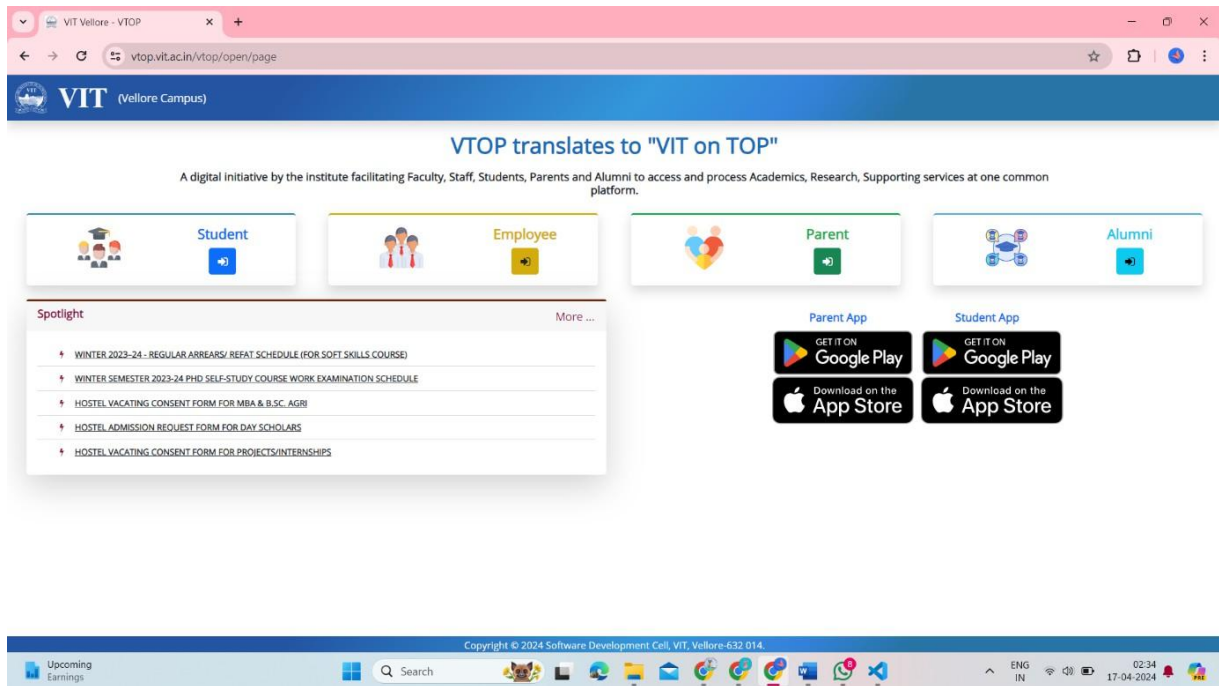 VIT Vellore - VTOP
vtop.vit.ac.in/vtop/open/page
VIT (Vellore Campus)
VTOP translates to "VIT on TOP"
A digital initiative by the institute facilitating Faculty, Staff, Students, Parents and Alumni to access and process Academics, Research, Supporting services at one common
platform.
Student
Employee
Parent
Alumni
Spotlight
More ...
WINTER 2023–24 - REGULAR ARREARS/ REFAT SCHEDULE (FOR SOFT SKILLS COURSE)
WINTER SEMESTER 2023-24 PHD SELF-STUDY COURSE WORK EXAMINATION SCHEDULE
HOSTEL VACATING CONSENT FORM FOR MBA & B.SC. AGRI
HOSTEL ADMISSION REQUEST FORM FOR DAY SCHOLARS
HOSTEL VACATING CONSENT FORM FOR PROJECTS/INTERNSHIPS
Parent App
Student App
GET IT ON
Google Play
GET IT ON
Google Play
Download on the
App Store
Download on the
App Store
Copyright © 2024 Software Development Cell, VIT, Vellore-632 014.
Upcoming
Earnings
Search
ENG
IN
02:34
17-04-2024